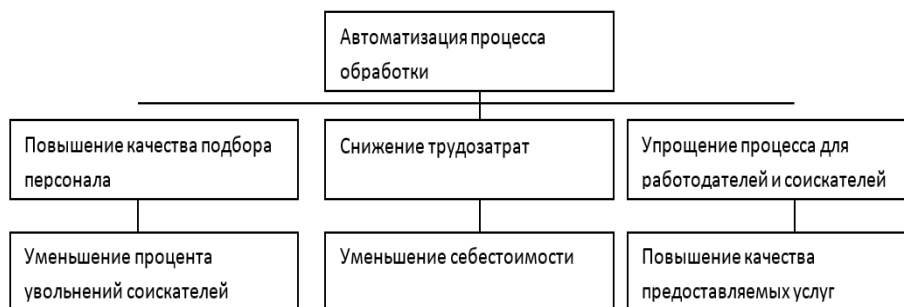 Автоматизация процесса
обработки
Повышение качества подбора
персонала
Снижение трудозатрат
Упрощение процесса для
работодателей и соискателей
Уменьшение процента
увольнений соискателей
Уменьшение себестоимости
Повышение качества
предоставляемых услуг